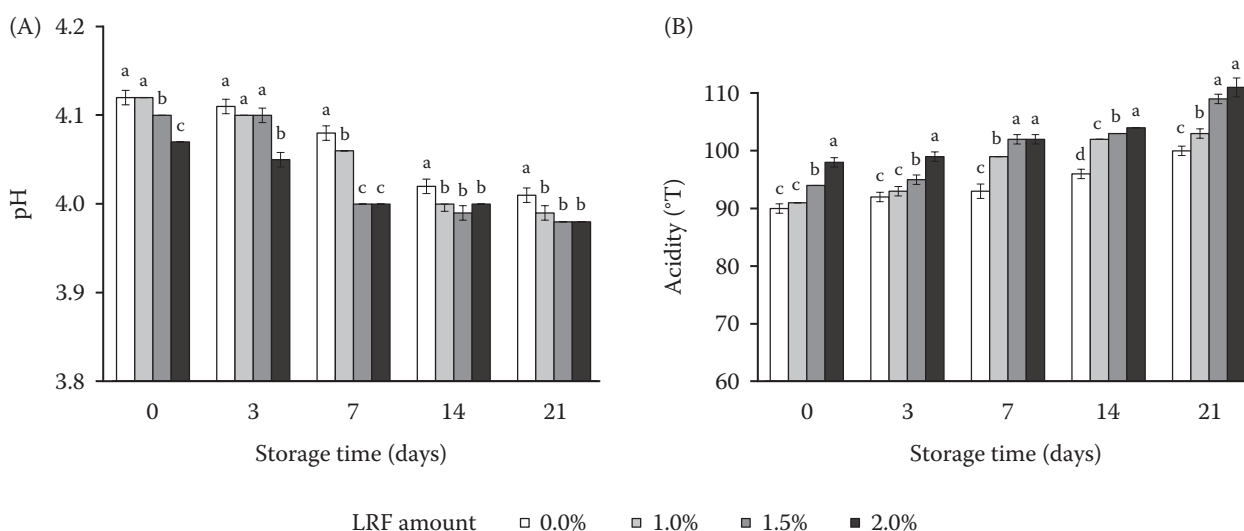 (A)
4.2
4.1
4.0
3.9
3.8
pH
a a b c
a a a b
a b c c
a b b b
a b b b
0 3 7 14 21
Storage time (days)
(B)
110
100
90
80
70
60
Acidity (°T)
c c b a
c c b a
c b a a
d c b a
c b a a
0 3 7 14 21
Storage time (days)
LRF amount 0.0% 1.0% 1.5% 2.0%